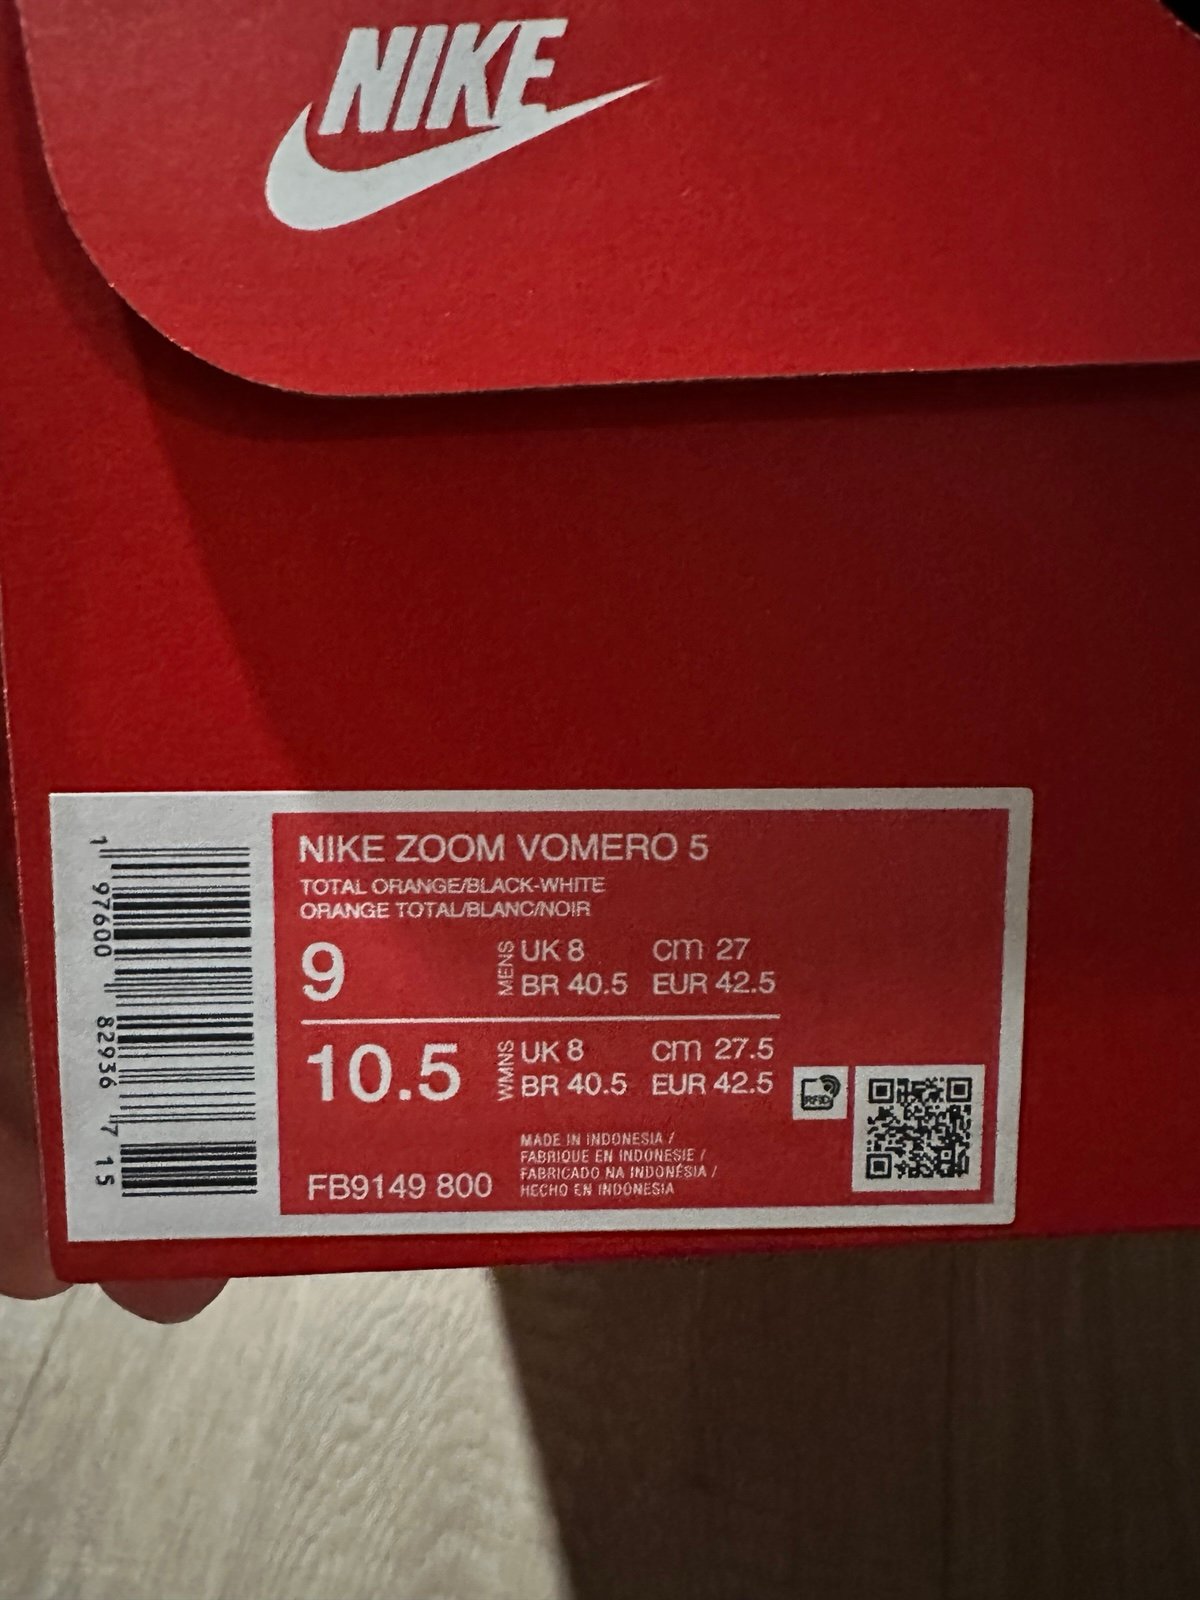 NIKE
NIKE ZOOM VOMERO 5
TOTAL ORANGE/BLACK-WHITE
ORANGE TOTAL/BLANC/NOIR
9 MENS UK 8 cm 27
BR 40.5 EUR 42.5
10.5 WMNS UK 8 cm 27.5
BR 40.5 EUR 42.5
MADE IN INDONESIA /
FABRIQUE EN INDONESIE /
FABRICADO NA INDONÉSIA /
HECHO EN INDONESIA
FB9149 800
RFID
1 97600 82936 7 15